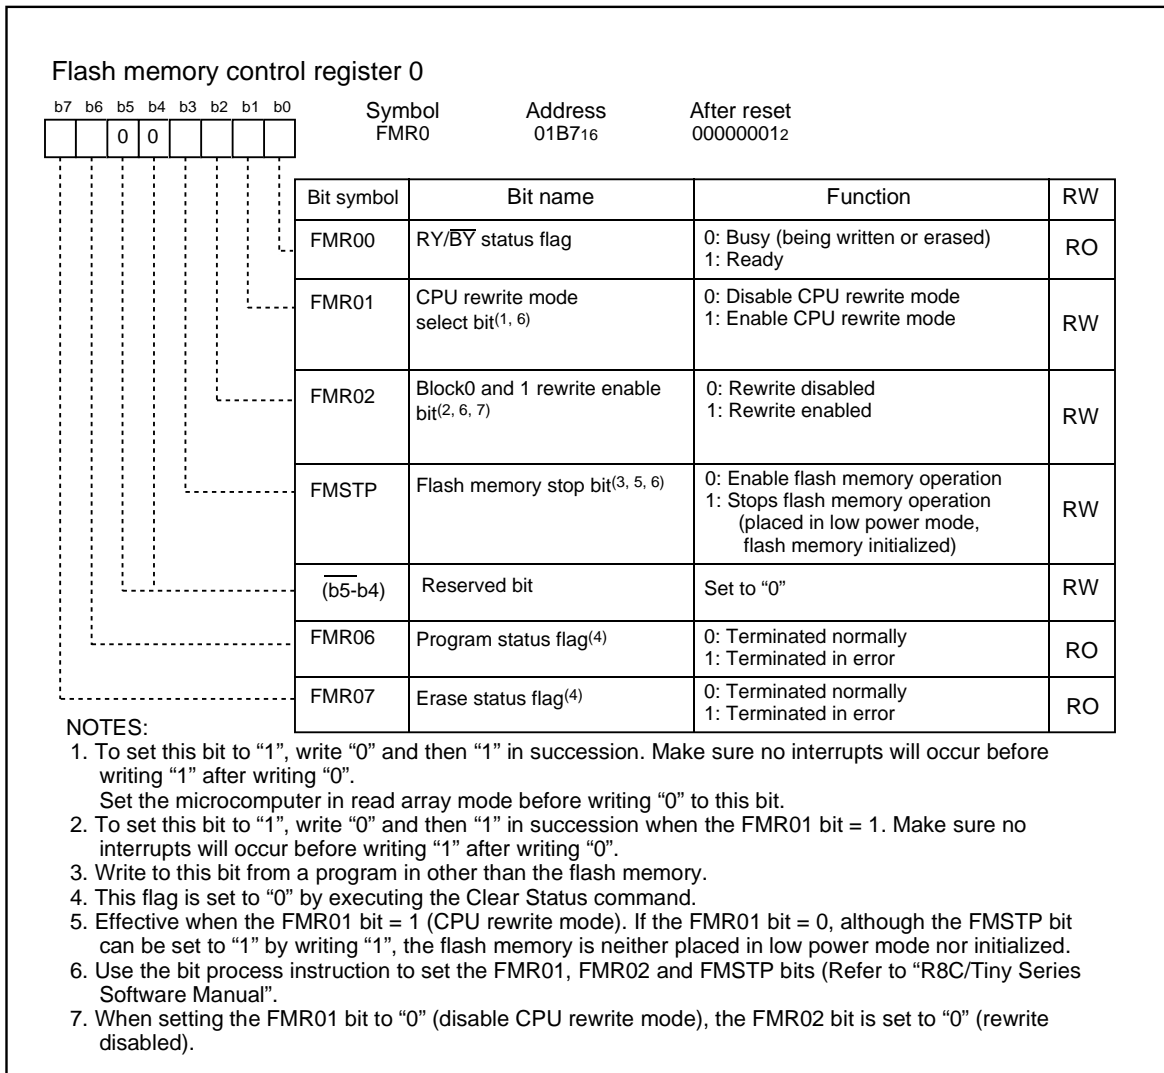 Flash memory control register 0
b7 b6 b5 b4 b3 b2 b1 b0
Symbol Address After reset
0 0 FMR0 01B716 000000012
Bit symbol Bit name Function RW
FMR00 RY/B̅Y̅ status flag 0: Busy (being written or erased) RO
1: Ready
FMR01 CPU rewrite mode 0: Disable CPU rewrite mode RW
select bit(1, 6) 1: Enable CPU rewrite mode
FMR02 Block0 and 1 rewrite enable 0: Rewrite disabled RW
bit(2, 6, 7) 1: Rewrite enabled
FMSTP Flash memory stop bit(3, 5, 6) 0: Enable flash memory operation RW
1: Stops flash memory operation
(placed in low power mode,
flash memory initialized)
(b5-b4) Reserved bit Set to “0” RW
FMR06 Program status flag(4) 0: Terminated normally RO
1: Terminated in error
FMR07 Erase status flag(4) 0: Terminated normally RO
1: Terminated in error
NOTES:
1. To set this bit to “1”, write “0” and then “1” in succession. Make sure no interrupts will occur before
writing “1” after writing “0”.
Set the microcomputer in read array mode before writing “0” to this bit.
2. To set this bit to “1”, write “0” and then “1” in succession when the FMR01 bit = 1. Make sure no
interrupts will occur before writing “1” after writing “0”.
3. Write to this bit from a program in other than the flash memory.
4. This flag is set to “0” by executing the Clear Status command.
5. Effective when the FMR01 bit = 1 (CPU rewrite mode). If the FMR01 bit = 0, although the FMSTP bit
can be set to “1” by writing “1”, the flash memory is neither placed in low power mode nor initialized.
6. Use the bit process instruction to set the FMR01, FMR02 and FMSTP bits (Refer to “R8C/Tiny Series
Software Manual”.
7. When setting the FMR01 bit to “0” (disable CPU rewrite mode), the FMR02 bit is set to “0” (rewrite
disabled).